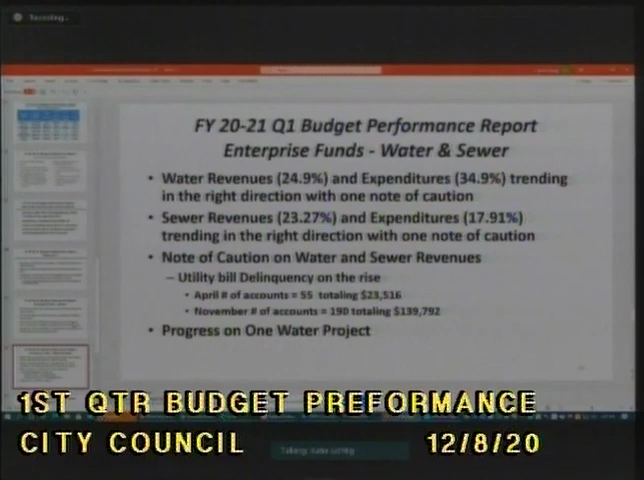 Recording...
FY 20-21 Q1 Budget Performance Report
Enterprise Funds - Water & Sewer
• Water Revenues (24.9%) and Expenditures (34.9%) trending
in the right direction with one note of caution
• Sewer Revenues (23.27%) and Expenditures (17.91%)
trending in the right direction with one note of caution
• Note of Caution on Water and Sewer Revenues
– Utility bill Delinquency on the rise
• April # of accounts = 55 totaling $23,516
• November # of accounts = 190 totaling $139,792
• Progress on One Water Project
1ST QTR BUDGET PREFORMANCE
CITY COUNCIL 12/8/20
Talking: